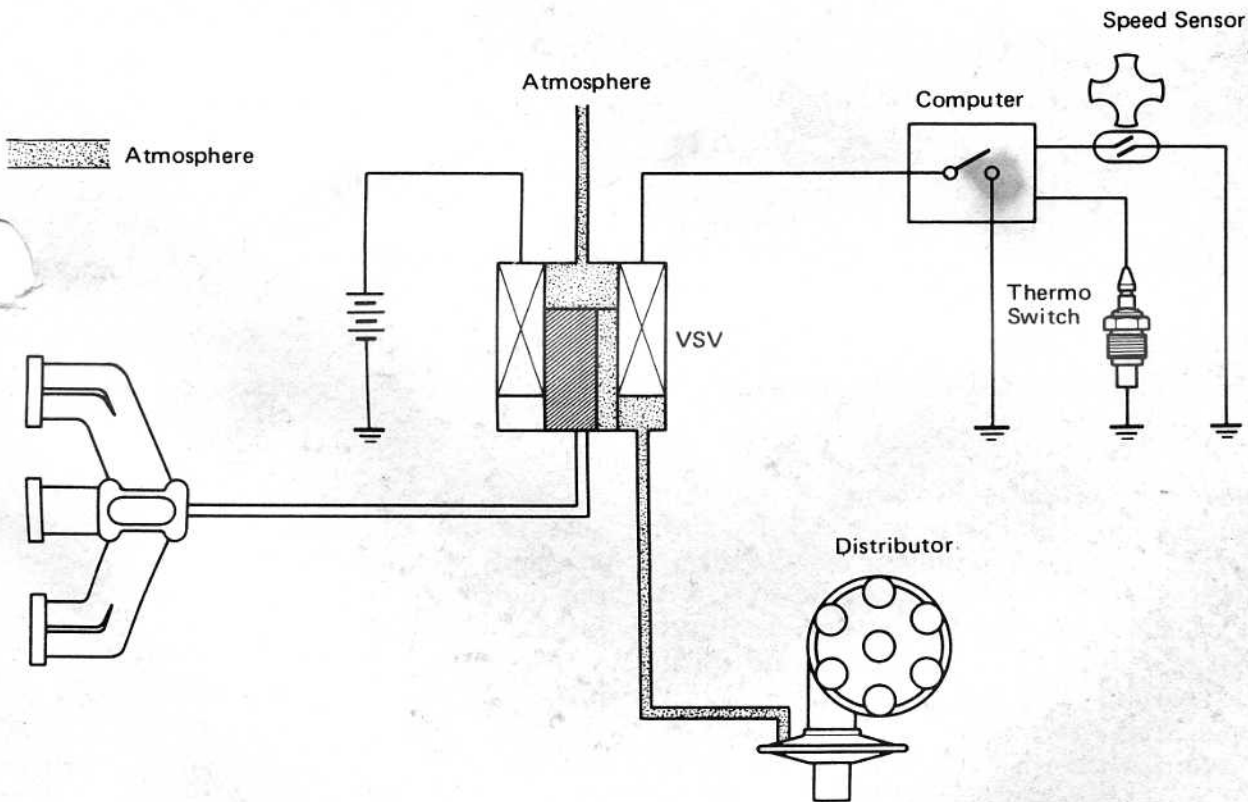 Speed Sensor
Atmosphere
Computer
Atmosphere
Thermo
Switch
VSV
Distributor